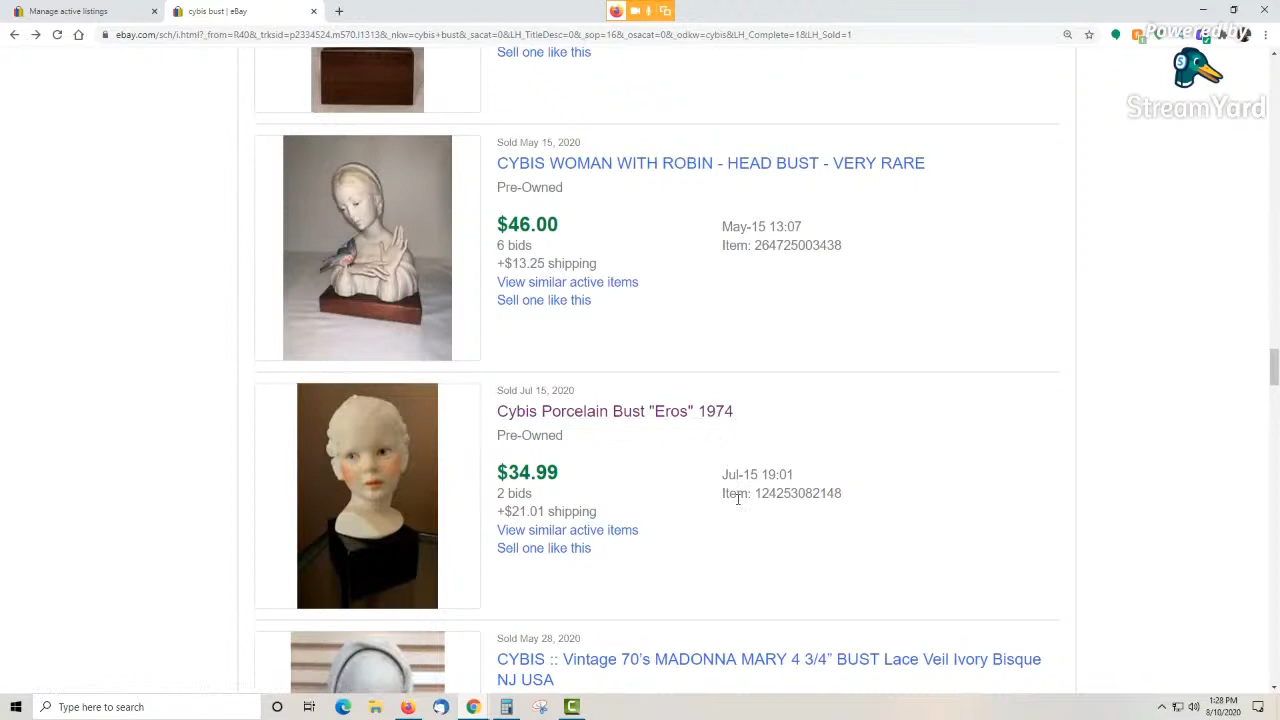 Manage active listings
cybis bust | eBay
ebay.com/sch/i.html?_from=R40&_trksid=p2334524.m570.l1313&_nkw=cybis+bust&_sacat=0&LH_TitleDesc=0&_sop=16&_osacat=0&_odkw=cybis&LH_Complete=1&LH_Sold=1
Powered by
StreamYard
Sell one like this
Sold May 15, 2020
CYBIS WOMAN WITH ROBIN - HEAD BUST - VERY RARE
Pre-Owned
$46.00
May-15 13:07
6 bids
Item: 264725003438
+$13.25 shipping
View similar active items
Sell one like this
Sold Jul 15, 2020
Cybis Porcelain Bust "Eros" 1974
Pre-Owned
$34.99
Jul-15 19:01
2 bids
Item: 124253082148
+$21.01 shipping
View similar active items
Sell one like this
Sold May 28, 2020
CYBIS :: Vintage 70's MADONNA MARY 4 3/4” BUST Lace Veil Ivory Bisque
NJ USA
Type here to search
1:28 PM
8/10/2020